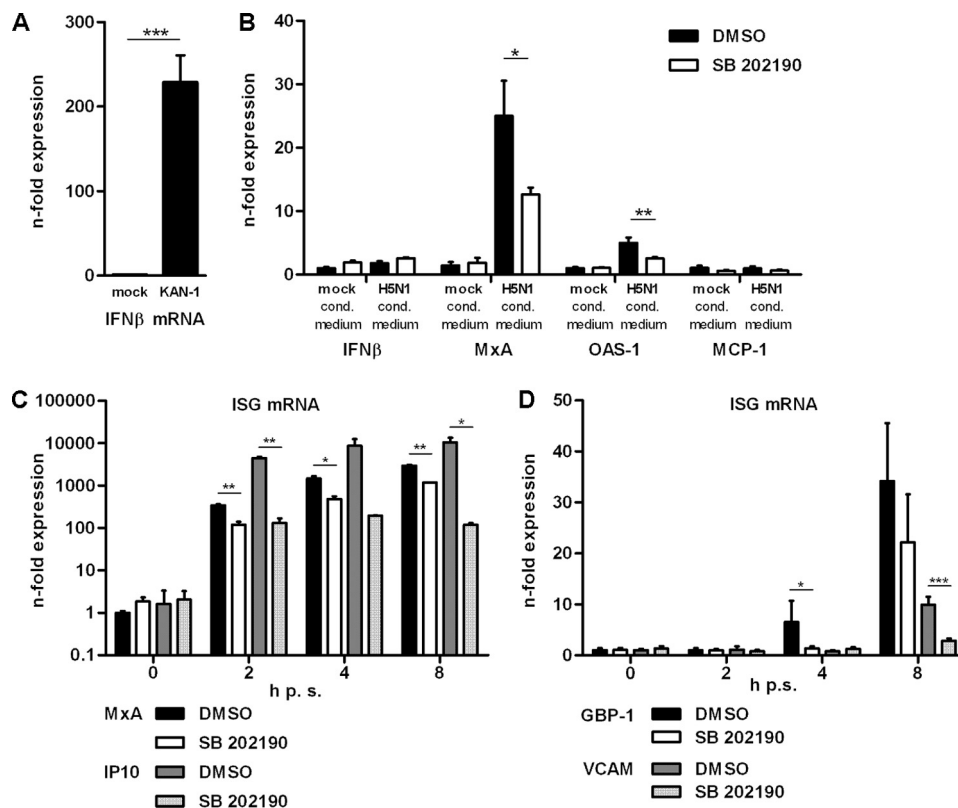 A
***
300
200
100
0
n-fold expression
mock KAN-1
IFNβ mRNA
B
DMSO
SB 202190
40
30
20
10
0
n-fold expression
*
**
mock H5N1 mock H5N1 mock H5N1 mock H5N1
cond. cond. cond. cond. cond. cond. cond. cond.
medium medium medium medium medium medium medium medium
IFNβ MxA OAS-1 MCP-1
C
ISG mRNA
100000
10000
1000
100
10
1
0.1
n-fold expression
** ** * ** *
0 2 4 8
h p. s.
MxA DMSO
SB 202190
IP10 DMSO
SB 202190
D
ISG mRNA
50
40
30
20
10
0
n-fold expression
* ***
0 2 4 8
h p.s.
GBP-1 DMSO
SB 202190
VCAM DMSO
SB 202190